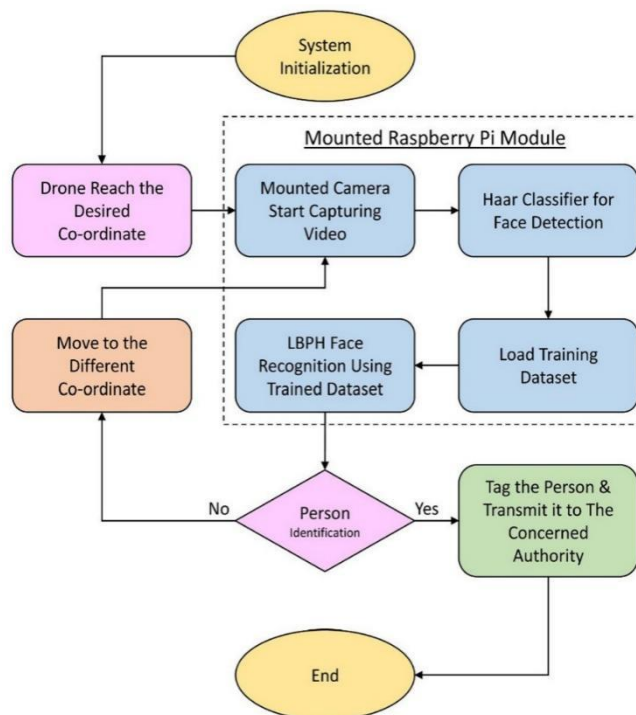 System
Initialization
Mounted Raspberry Pi Module
Drone Reach the
Desired
Co-ordinate
Mounted Camera
Start Capturing
Video
Haar Classifier for
Face Detection
Move to the
Different
Co-ordinate
LBPH Face
Recognition Using
Trained Dataset
Load Training
Dataset
No
Person
Identification
Yes
Tag the Person &
Transmit it to The
Concerned
Authority
End